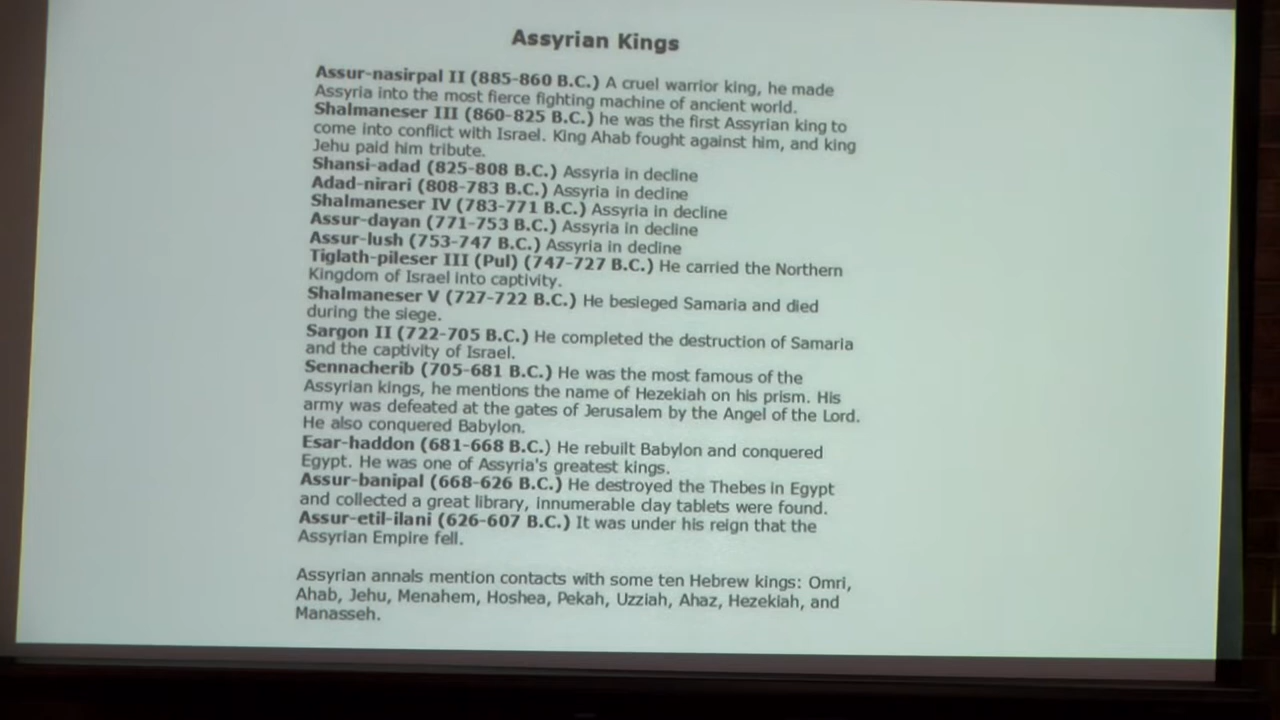 Assyrian Kings
Assur-nasirpal II (885-860 B.C.) A cruel warrior king, he made
Assyria into the most fierce fighting machine of ancient world.
Shalmaneser III (860-825 B.C.) he was the first Assyrian king to
come into conflict with Israel. King Ahab fought against him, and king
Jehu paid him tribute.
Shansi-adad (825-808 B.C.) Assyria in decline
Adad-nirari (808-783 B.C.) Assyria in decline
Shalmaneser IV (783-771 B.C.) Assyria in decline
Assur-dayan (771-753 B.C.) Assyria in decline
Assur-lush (753-747 B.C.) Assyria in decline
Tiglath-pileser III (Pul) (747-727 B.C.) He carried the Northern
Kingdom of Israel into captivity.
Shalmaneser V (727-722 B.C.) He besieged Samaria and died
during the siege.
Sargon II (722-705 B.C.) He completed the destruction of Samaria
and the captivity of Israel.
Sennacherib (705-681 B.C.) He was the most famous of the
Assyrian kings, he mentions the name of Hezekiah on his prism. His
army was defeated at the gates of Jerusalem by the Angel of the Lord.
He also conquered Babylon.
Esar-haddon (681-668 B.C.) He rebuilt Babylon and conquered
Egypt. He was one of Assyria's greatest kings.
Assur-banipal (668-626 B.C.) He destroyed the Thebes in Egypt
and collected a great library, innumerable clay tablets were found.
Assur-etil-ilani (626-607 B.C.) It was under his reign that the
Assyrian Empire fell.
Assyrian annals mention contacts with some ten Hebrew kings: Omri,
Ahab, Jehu, Menahem, Hoshea, Pekah, Uzziah, Ahaz, Hezekiah, and
Manasseh.